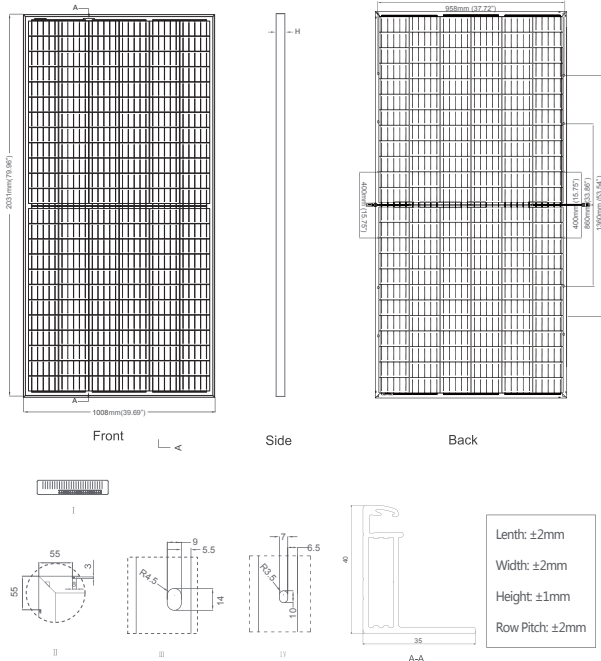 A
H
958mm (37.72")
2031mm(79.96")
400mm (15.75")
400mm(15.75")
860mm(33.86")
1360mm (53.54")
A
1008mm(39.69")
Front
A
Side
Back
I
55
3
55
II
9
5.5
R4.5
14
III
7
6.5
R3.5
10
IV
40
35
A-A
Lenth: ±2mm
Width: ±2mm
Height: ±1mm
Row Pitch: ±2mm